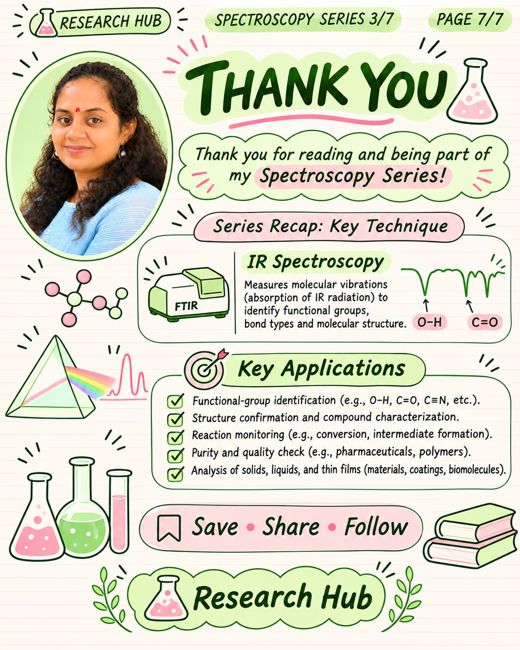 RESEARCH HUB
SPECTROSCOPY SERIES 3/7
PAGE 7/7
THANK YOU
Thank you for reading and being part of
my Spectroscopy Series!
Series Recap: Key Technique
FTIR
IR Spectroscopy
Measures molecular vibrations
(absorption of IR radiation) to
identify functional groups,
bond types and molecular structure.
O–H
C=O
Key Applications
Functional-group identification (e.g., O–H, C=O, C≡N, etc.).
Structure confirmation and compound characterization.
Reaction monitoring (e.g., conversion, intermediate formation).
Purity and quality check (e.g., pharmaceuticals, polymers).
Analysis of solids, liquids, and thin films (materials, coatings, biomolecules).
Save • Share • Follow
Research Hub